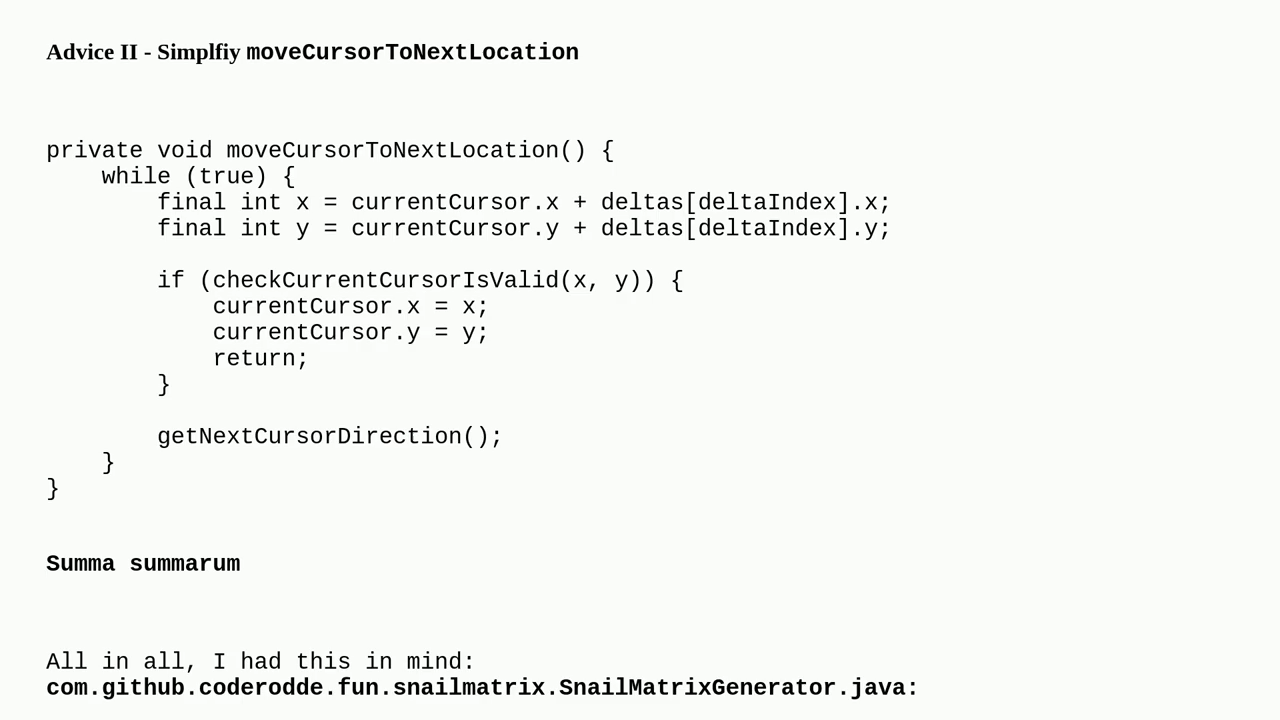 Advice II - Simplfiy moveCursorToNextLocation
private void moveCursorToNextLocation() {
    while (true) {
        final int x = currentCursor.x + deltas[deltaIndex].x;
        final int y = currentCursor.y + deltas[deltaIndex].y;

        if (checkCurrentCursorIsValid(x, y)) {
            currentCursor.x = x;
            currentCursor.y = y;
            return;
        }

        getNextCursorDirection();
    }
}
Summa summarum
All in all, I had this in mind:
com.github.coderodde.fun.snailmatrix.SnailMatrixGenerator.java: